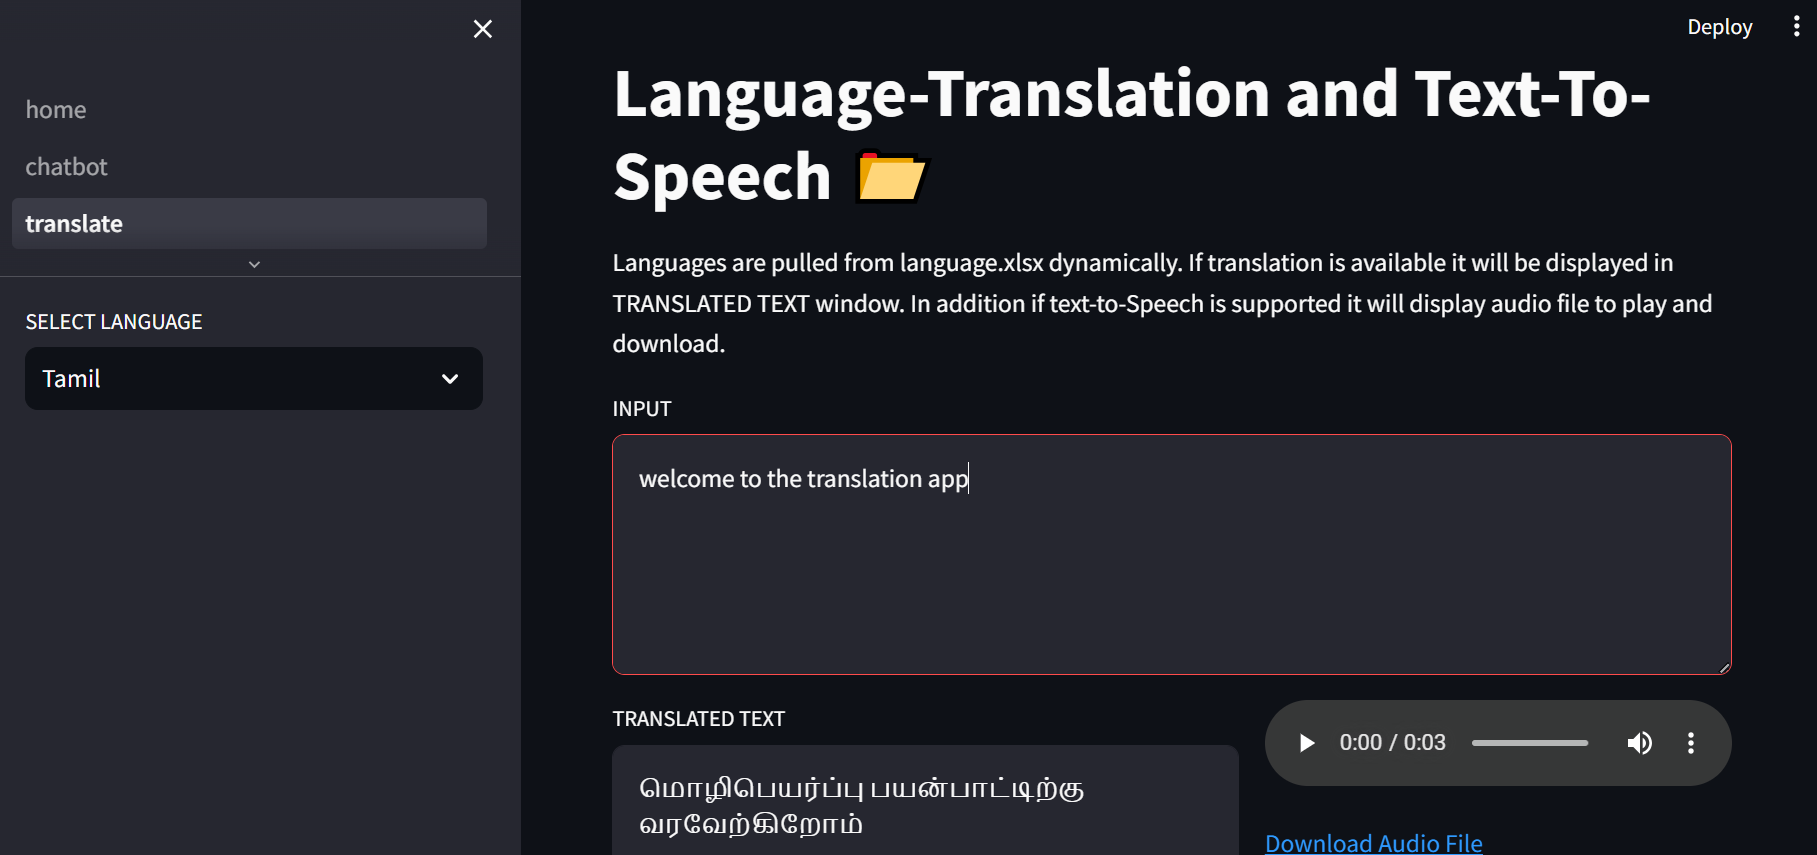 Deploy
home
chatbot
translate
SELECT LANGUAGE
Tamil
Language-Translation and Text-To-
Speech
Languages are pulled from language.xlsx dynamically. If translation is available it will be displayed in
TRANSLATED TEXT window. In addition if text-to-Speech is supported it will display audio file to play and
download.
INPUT
welcome to the translation app
TRANSLATED TEXT
மொழிபெயர்ப்பு பயன்பாட்டிற்கு
வரவேற்கிறோம்
0:00 / 0:03
Download Audio File